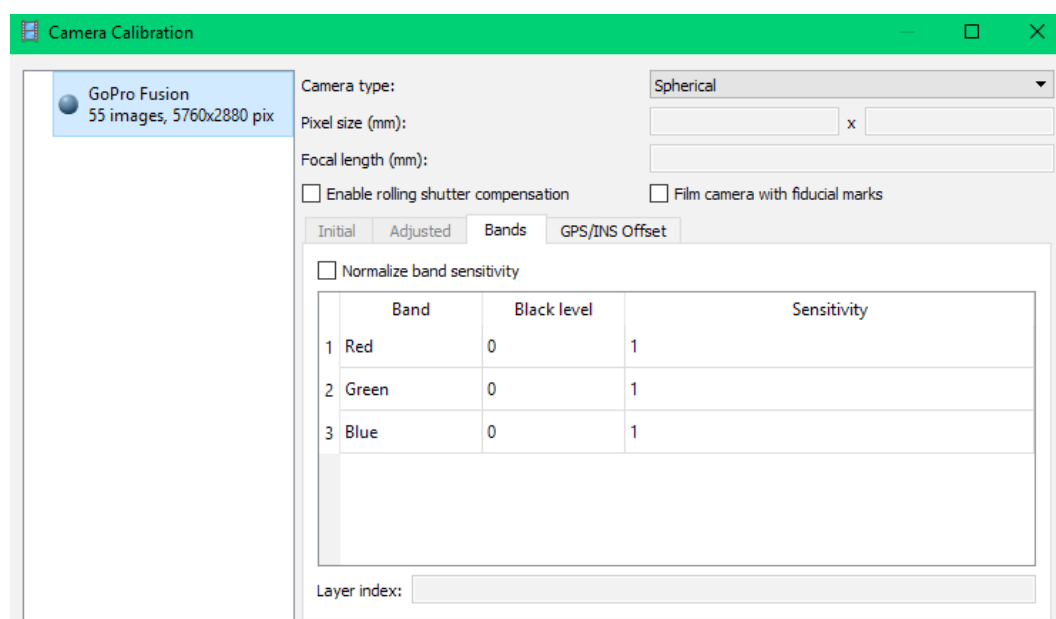 Camera Calibration
GoPro Fusion
55 images, 5760x2880 pix
Camera type:
Spherical
Pixel size (mm):
x
Focal length (mm):
Enable rolling shutter compensation
Film camera with fiducial marks
Initial Adjusted Bands GPS/INS Offset
Normalize band sensitivity
Band Black level Sensitivity
1 Red 0 1
2 Green 0 1
3 Blue 0 1
Layer index: